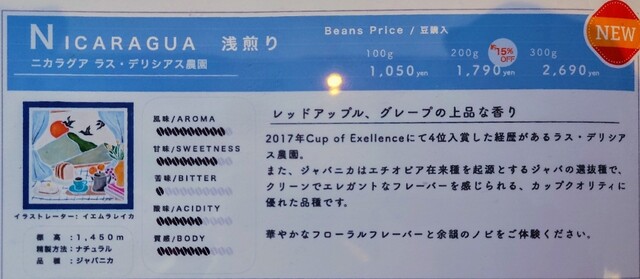 NICARAGUA 浅煎り
ニカラグア ラス・デリシアス農園
Beans Price / 豆購入
100g 200g 300g
約15%OFF
1,050yen 1,790yen 2,690yen
NEW
レッドアップル、グレープの上品な香り
2017年Cup of Exellenceにて4位入賞した経歴があるラス・デリシアス農園。
また、ジャバニカはエチオピア在来種を起源とするジャバの選抜種で、
クリーンでエレガントなフレーバーを感じられる、カップクオリティに
優れた品種です。
華やかなフローラルフレーバーと余韻のノビをご体験ください。
風味/AROMA
甘味/SWEETNESS
苦味/BITTER
酸味/ACIDITY
質感/BODY
イラストレーター: イエムラレイカ
標高:1,450m
精製方法:ナチュラル
品種:ジャバニカ